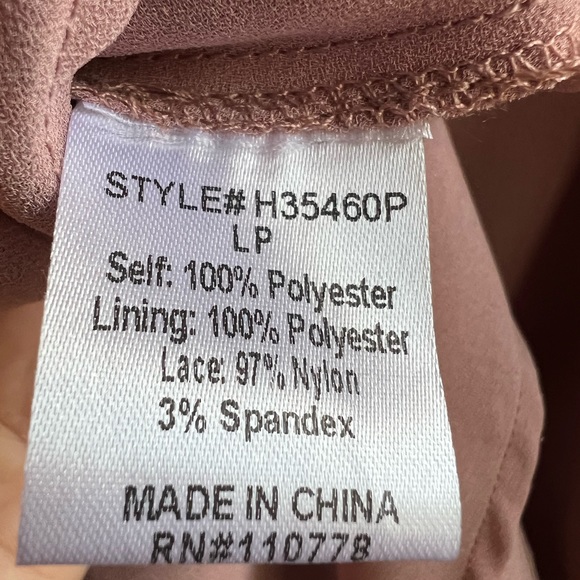 STYLE# H35460P
LP
Self: 100% Polyester
Lining: 100% Polyester
Lace: 97% Nylon
3% Spandex
MADE IN CHINA
RN#110778